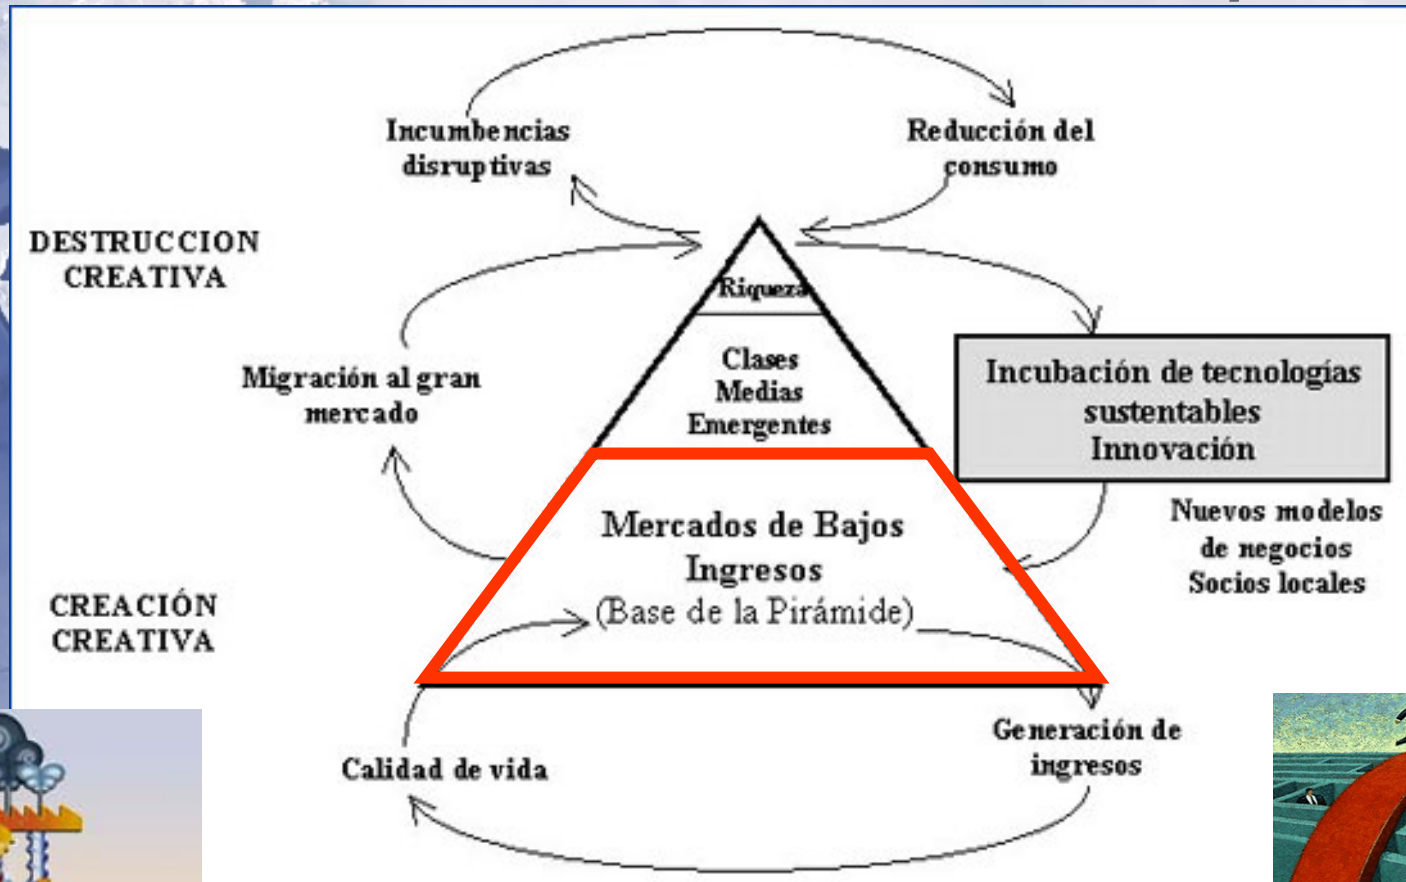 Incumbencias
disruptivas
Reducción del
consumo
DESTRUCCION
CREATIVA
Riqueza
Clases
Medias
Emergentes
Migración al gran
mercado
Incubación de tecnologías
sustentables
Innovación
Nuevos modelos
de negocios
Socios locales
Mercados de Bajos
Ingresos
(Base de la Pirámide)
CREACIÓN
CREATIVA
Generación de
ingresos
Calidad de vida